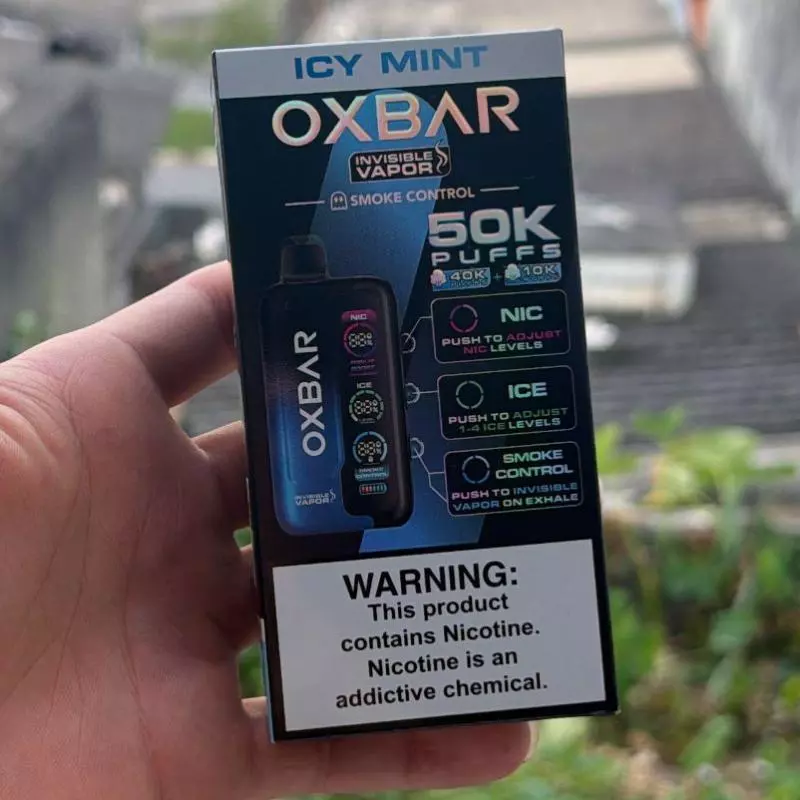 ICY MINT
OXBAR
INVISIBLE
VAPOR
SMOKE CONTROL
50K
PUFFS
40K + 10K
NIC
PUSH TO ADJUST
NIC LEVELS
ICE
PUSH TO ADJUST
1-4 ICE LEVELS
SMOKE
CONTROL
PUSH TO INVISIBLE
VAPOR ON EXHALE
OXBAR
INVISIBLE
VAPOR
NIC
ICE
SMOKE
CONTROL
WARNING:
This product
contains Nicotine.
Nicotine is an
addictive chemical.